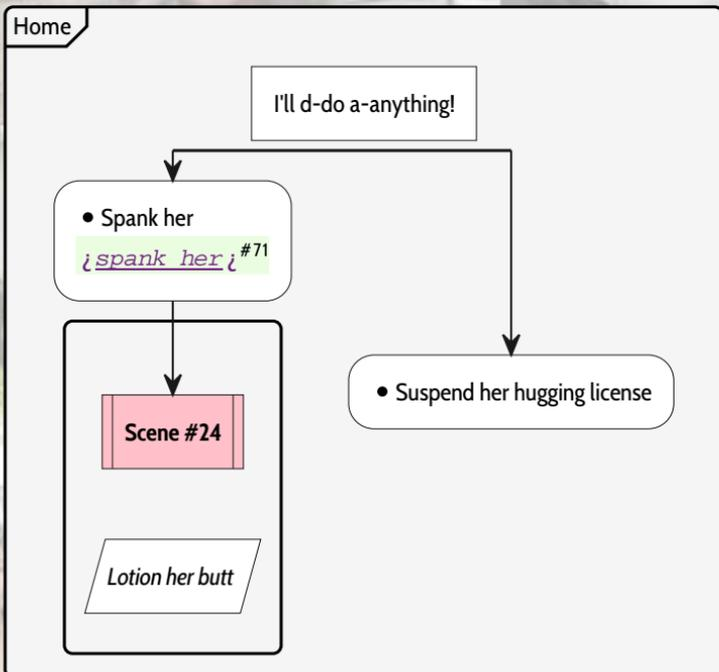 Home
I'll d-do a-anything!
• Spank her
¿spank her¿#71
• Suspend her hugging license
Scene #24
Lotion her butt